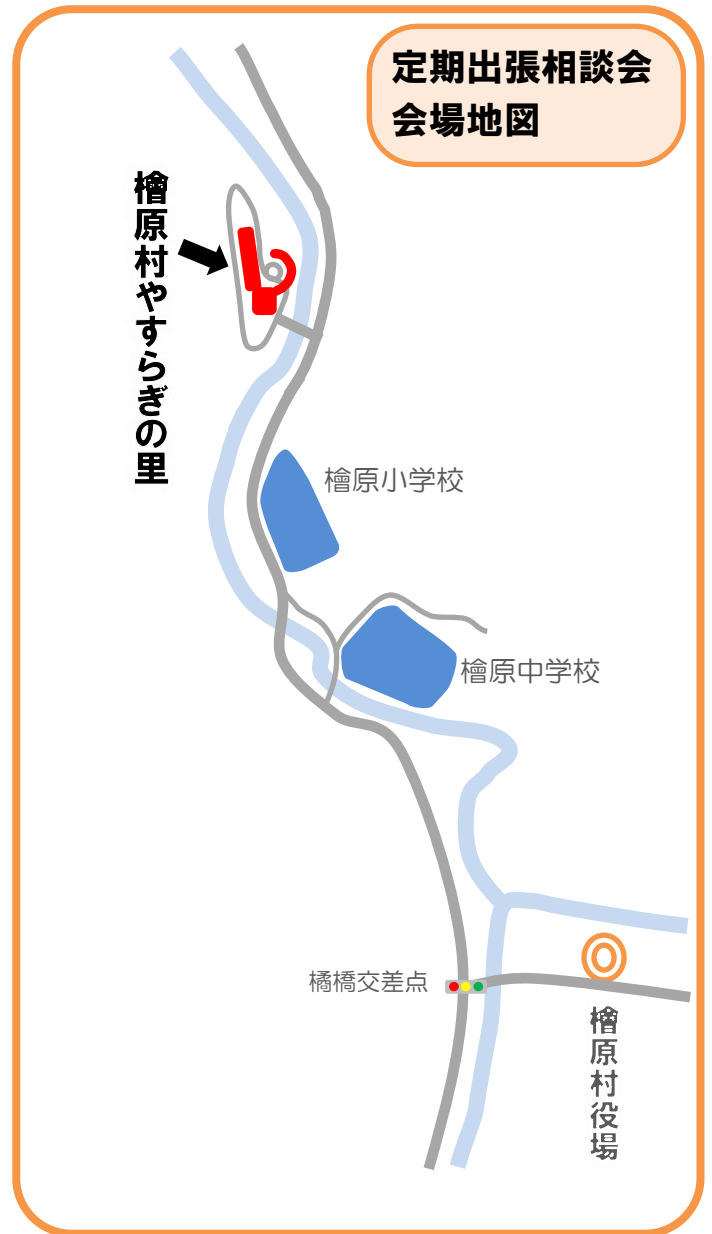 定期出張相談会
会場地図
檜原村やすらぎの里
檜原小学校
檜原中学校
橘橋交差点
檜原村役場